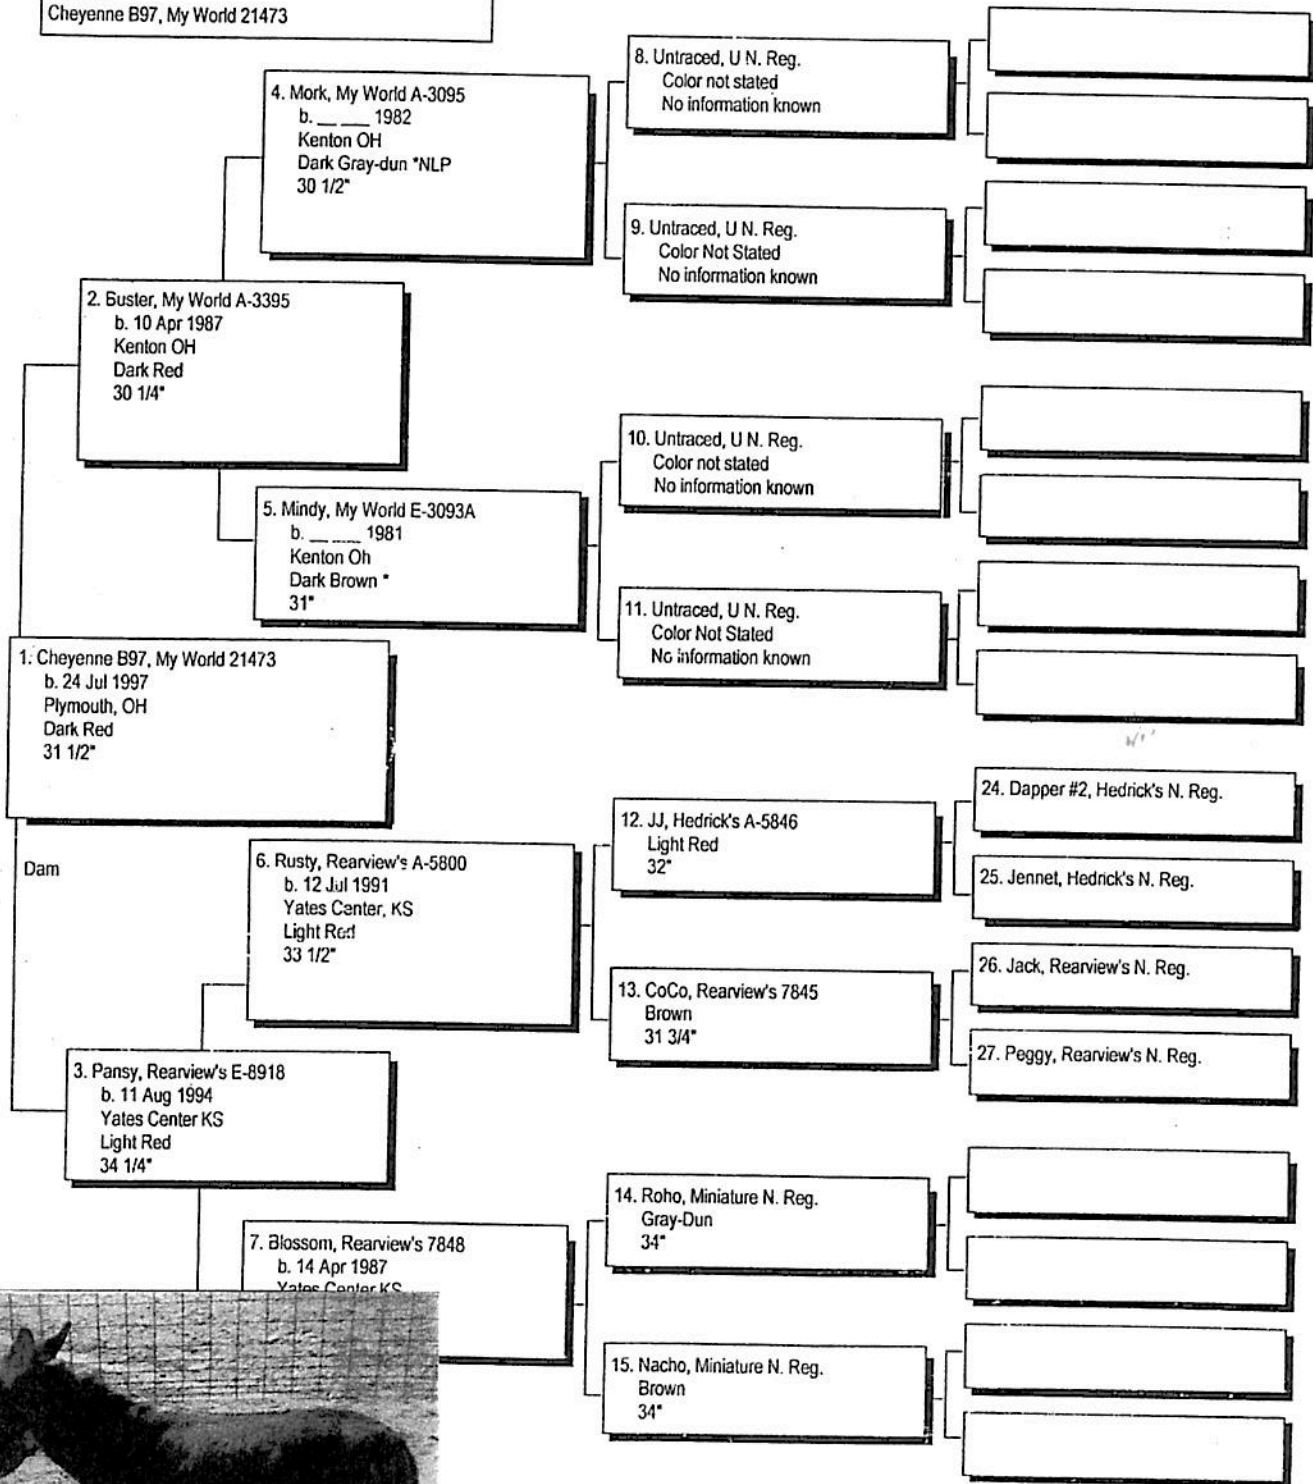 Cheyenne B97, My World 21473
4. Mork, My World A-3095
b. __ ___ 1982
Kenton OH
Dark Gray-dun *NLP
30 1/2"
2. Buster, My World A-3395
b. 10 Apr 1987
Kenton OH
Dark Red
30 1/4"
5. Mindy, My World E-3093A
b. __ ___ 1981
Kenton Oh
Dark Brown *
31"
1. Cheyenne B97, My World 21473
b. 24 Jul 1997
Plymouth, OH
Dark Red
31 1/2"
Dam
6. Rusty, Rearview's A-5800
b. 12 Jul 1991
Yates Center, KS
Light Red
33 1/2"
3. Pansy, Rearview's E-8918
b. 11 Aug 1994
Yates Center KS
Light Red
34 1/4"
7. Blossom, Rearview's 7848
b. 14 Apr 1987
Yates Center KS
8. Untraced, U N. Reg.
Color not stated
No information known
9. Untraced, U N. Reg.
Color Not Stated
No information known
10. Untraced, U N. Reg.
Color not stated
No information known
11. Untraced, U N. Reg.
Color Not Stated
No information known
12. JJ, Hedrick's A-5846
Light Red
32"
13. CoCo, Rearview's 7845
Brown
31 3/4"
14. Roho, Miniature N. Reg.
Gray-Dun
34"
15. Nacho, Miniature N. Reg.
Brown
34"
24. Dapper #2, Hedrick's N. Reg.
25. Jennet, Hedrick's N. Reg.
26. Jack, Rearview's N. Reg.
27. Peggy, Rearview's N. Reg.